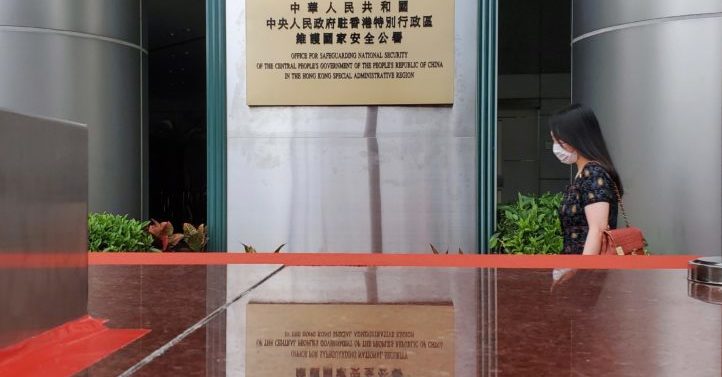 中華人民共和國
中央人民政府駐香港特別行政區
維護國家安全公署
OFFICE FOR SAFEGUARDING NATIONAL SECURITY
OF THE CENTRAL PEOPLE'S GOVERNMENT OF THE PEOPLE'S REPUBLIC OF CHINA
IN THE HONG KONG SPECIAL ADMINISTRATIVE REGION